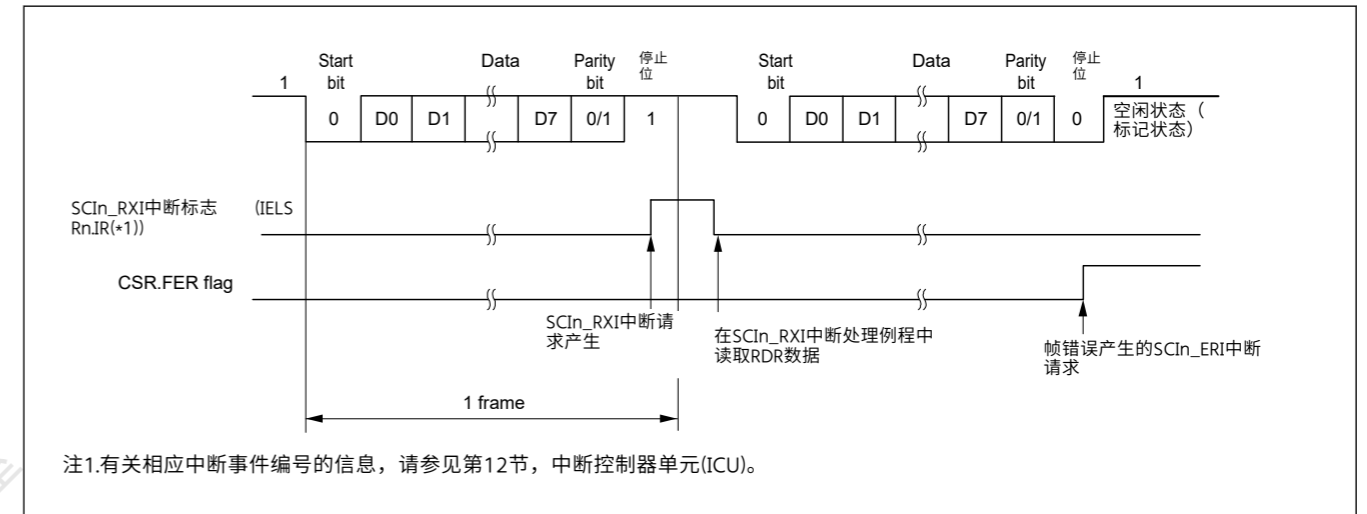 Start bit Data Parity bit 停止位 Start bit Data Parity bit 停止位
1 0 D0 D1 D7 0/1 1 0 D0 D1 D7 0/1 0 1
空闲状态（
标记状态）
SCIn_RXI中断标志 (IELS
Rn.IR(*1))
CSR.FER flag
SCIn_RXI中断请
求产生
在SCIn_RXI中断处理例程中
读取RDR数据
帧错误产生的SCIn_ERI中断
请求
1 frame
注1.有关相应中断事件编号的信息，请参见第12节，中断控制器单元(ICU)。